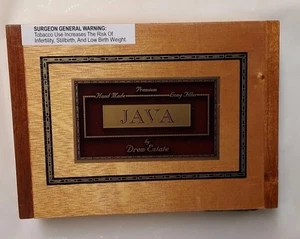 SURGEON GENERAL WARNING:
Tobacco Use Increases The Risk Of
Infertility, Stillbirth, And Low Birth Weight.
Premium
Hand Made Long Filler
JAVA
by
Drew Estate